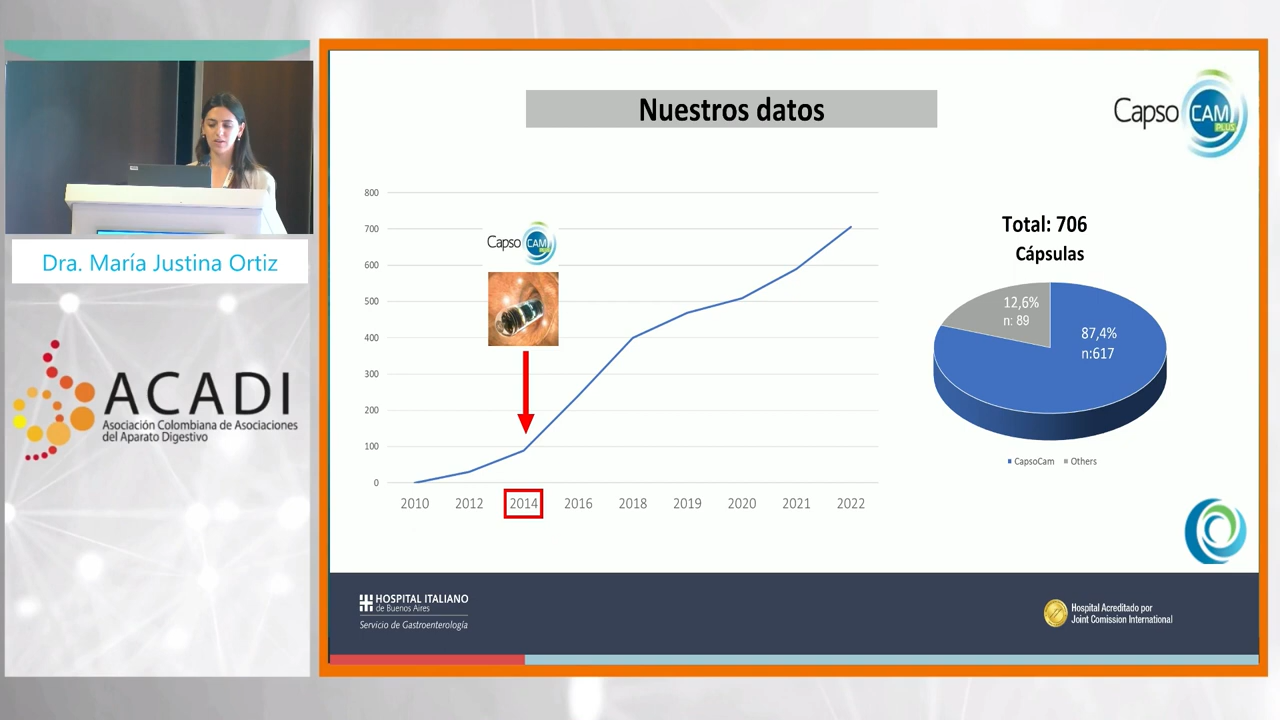 Nuestros datos
Capso CAM PLUS
800
700
600
500
400
300
200
100
0
Capso CAM PLUS
2010 2012 2014 2016 2018 2019 2020 2021 2022
Total: 706
Cápsulas
12,6%
n: 89
87,4%
n:617
CapsoCam Others
Dra. María Justina Ortiz
ACADI
Asociación Colombiana de Asociaciones
del Aparato Digestivo
HOSPITAL ITALIANO
de Buenos Aires
Servicio de Gastroenterología
Hospital Acreditado por
Joint Comission International